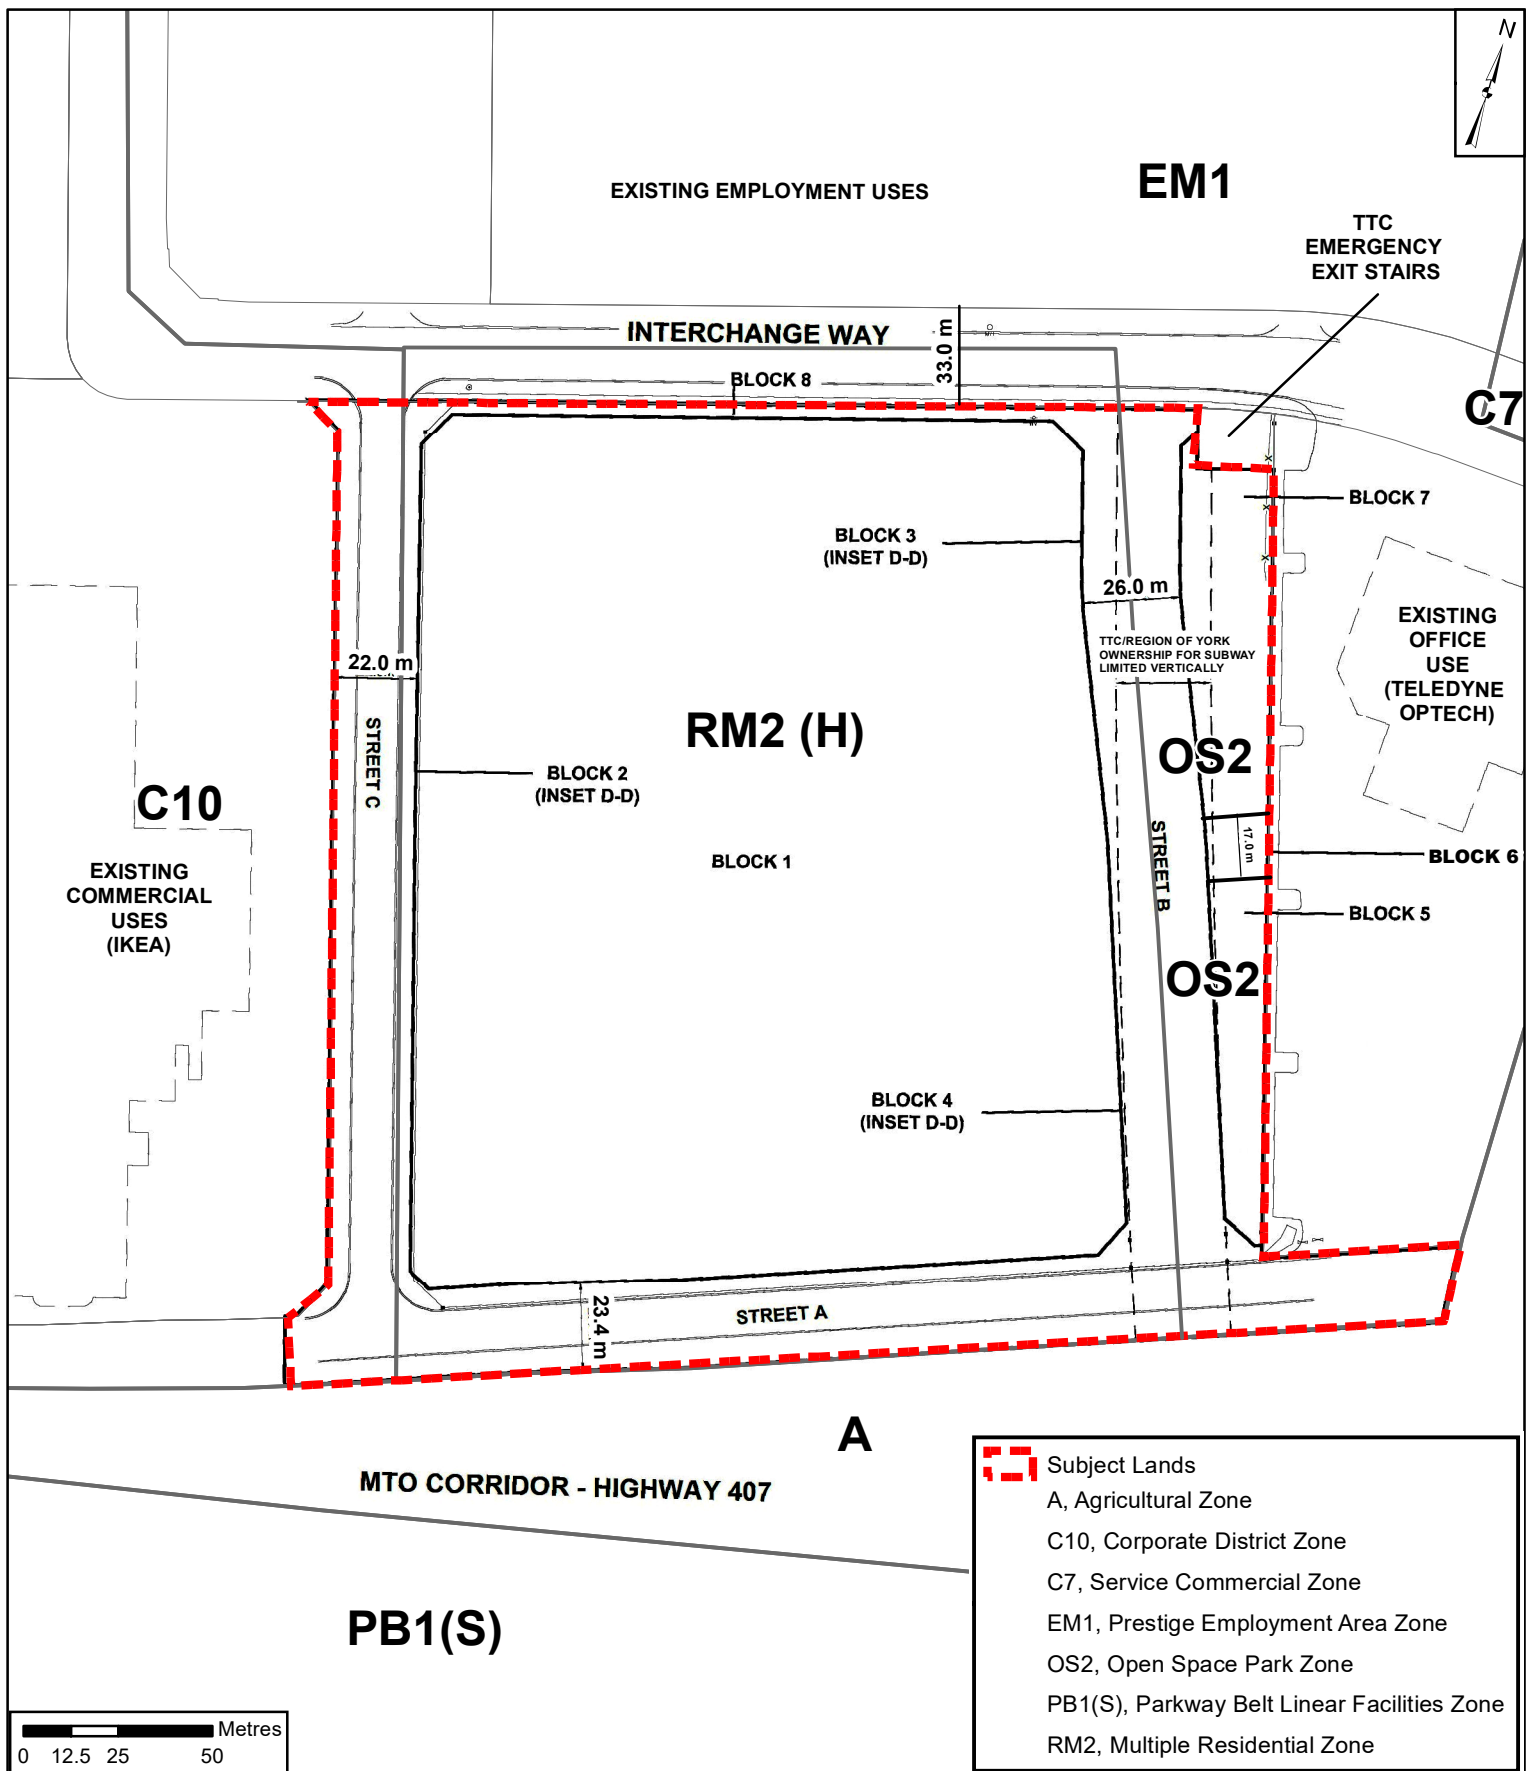 N
EXISTING EMPLOYMENT USES
EM1
TTC
EMERGENCY
EXIT STAIRS
INTERCHANGE WAY
33.0 m
BLOCK 8
C7
BLOCK 7
BLOCK 3
(INSET D-D)
26.0 m
TTC/REGION OF YORK
OWNERSHIP FOR SUBWAY
LIMITED VERTICALLY
EXISTING
OFFICE
USE
(TELEDYNE
OPTECH)
22.0 m
STREET C
RM2 (H)
OS2
BLOCK 2
(INSET D-D)
C10
STREET B
17.0 m
BLOCK 1
BLOCK 6
EXISTING
COMMERCIAL
USES
(IKEA)
BLOCK 5
OS2
BLOCK 4
(INSET D-D)
23.4 m
STREET A
A
MTO CORRIDOR - HIGHWAY 407
PB1(S)
Subject Lands
A, Agricultural Zone
C10, Corporate District Zone
C7, Service Commercial Zone
EM1, Prestige Employment Area Zone
OS2, Open Space Park Zone
PB1(S), Parkway Belt Linear Facilities Zone
RM2, Multiple Residential Zone
Metres
0 12.5 25 50